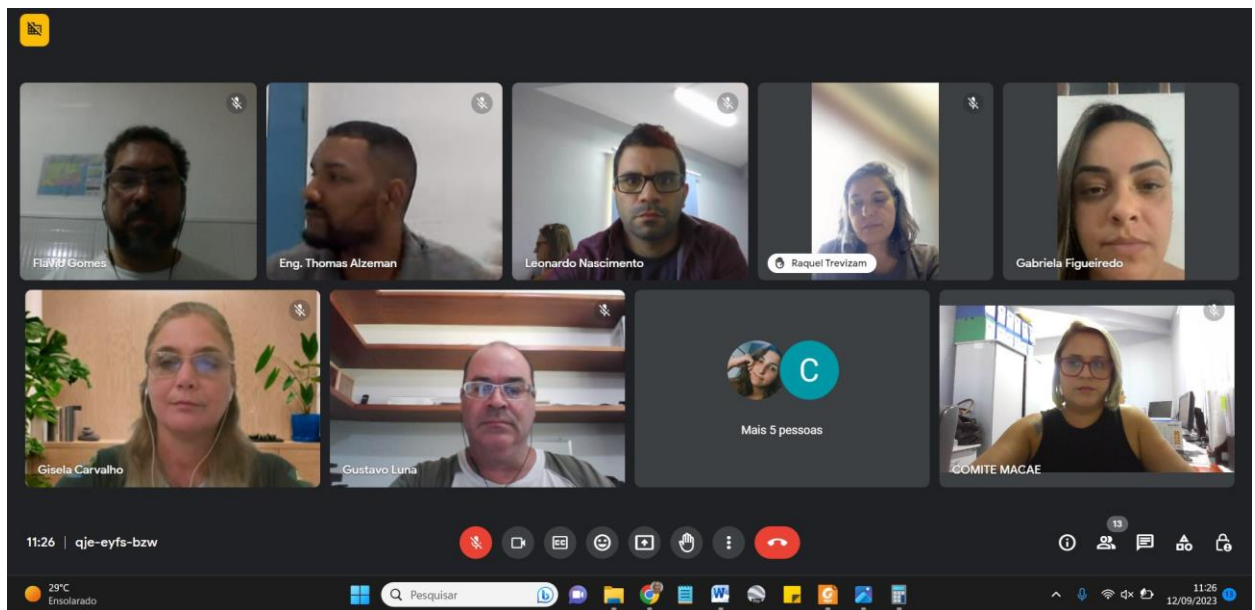 Flavio Gomes
Eng. Thomas Alzeman
Leonardo Nascimento
Raquel Trevizam
Gabriela Figueiredo
Gisela Carvalho
Gustavo Luna
C
Mais 5 pessoas
COMITE MACAE
11:26 | qje-eyfs-bzw
CC
13
29°C
Ensolarado
Pesquisar
11:26
12/09/2023